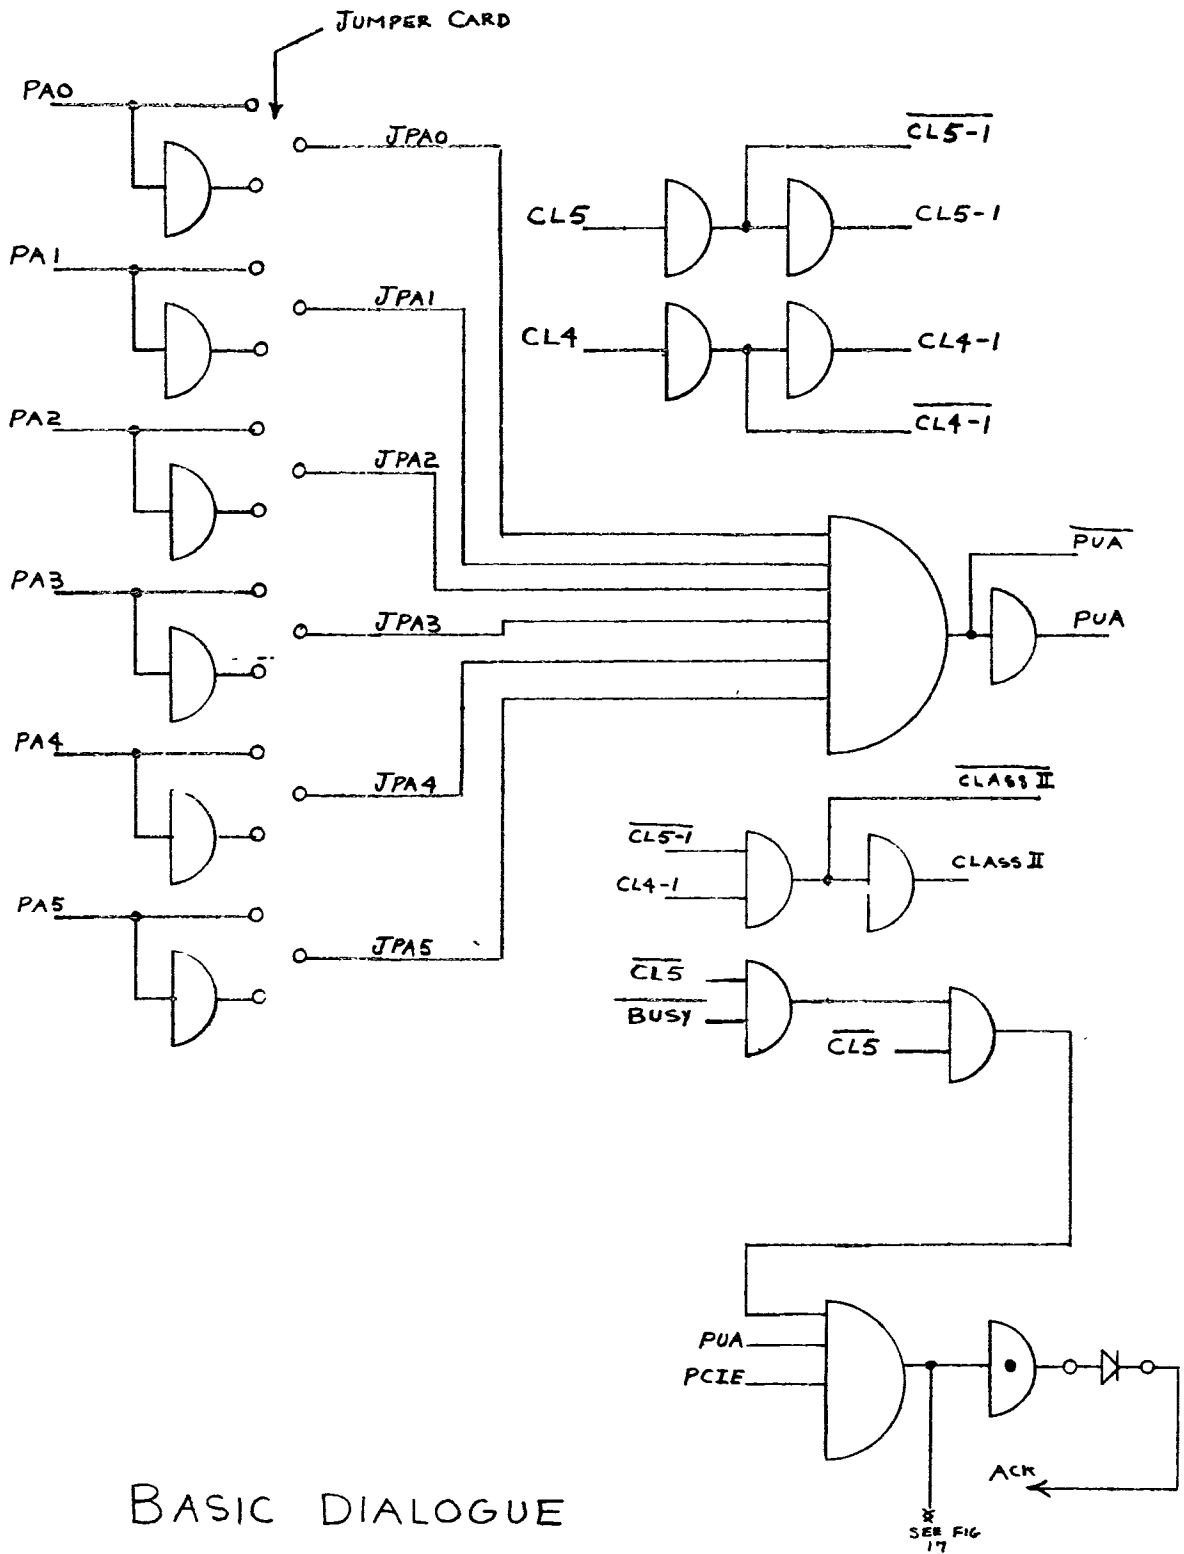 JUMPER CARD
PA0
JPA0
PA1
JPA1
PA2
JPA2
PA3
JPA3
PA4
JPA4
PA5
JPA5
CL5-1
CL5
CL5-1
CL4
CL4-1
CL4-1
PUA
PUA
CLASS II
CL5-1
CL4-1
CLASS II
CL5
BUSY
CL5
PUA
PCIE
ACK
SEE FIG
17
BASIC DIALOGUE